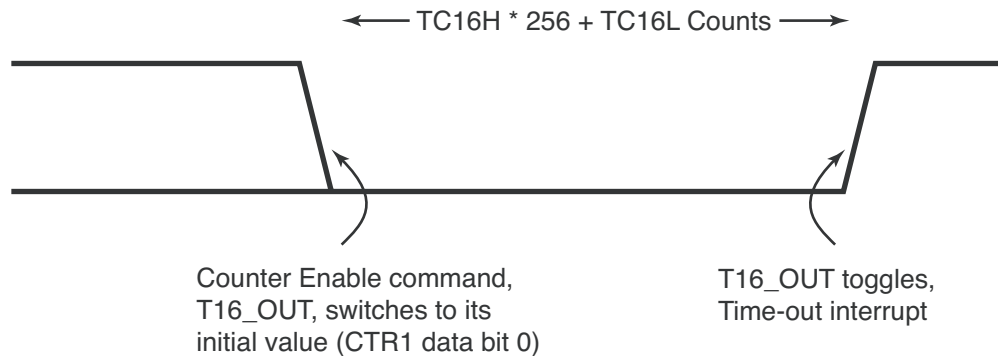 TC16H * 256 + TC16L Counts
Counter Enable command,
T16_OUT, switches to its
initial value (CTR1 data bit 0)
T16_OUT toggles,
Time-out interrupt